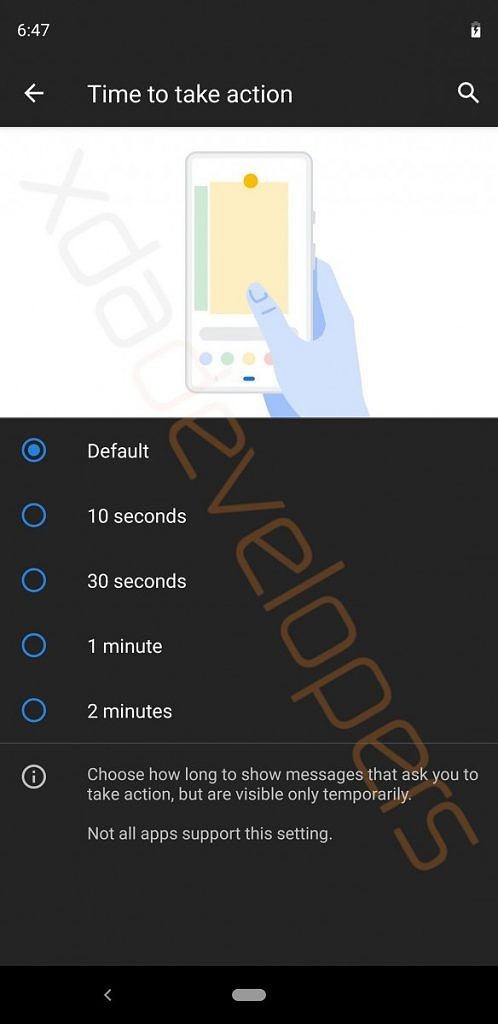 6:47
Time to take action
xdadevelopers
Default
10 seconds
30 seconds
1 minute
2 minutes
Choose how long to show messages that ask you to
take action, but are visible only temporarily.
Not all apps support this setting.